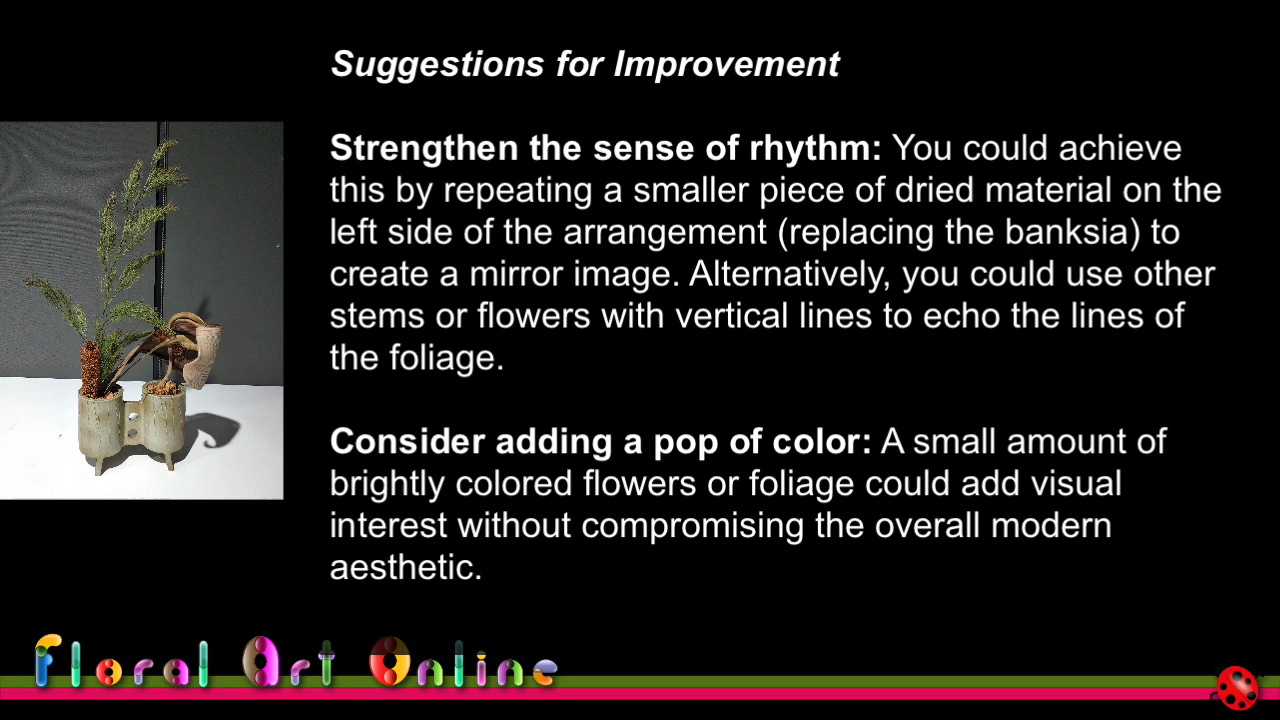 Suggestions for Improvement
Strengthen the sense of rhythm: You could achieve
this by repeating a smaller piece of dried material on the
left side of the arrangement (replacing the banksia) to
create a mirror image. Alternatively, you could use other
stems or flowers with vertical lines to echo the lines of
the foliage.
Consider adding a pop of color: A small amount of
brightly colored flowers or foliage could add visual
interest without compromising the overall modern
aesthetic.
Floral Art Online